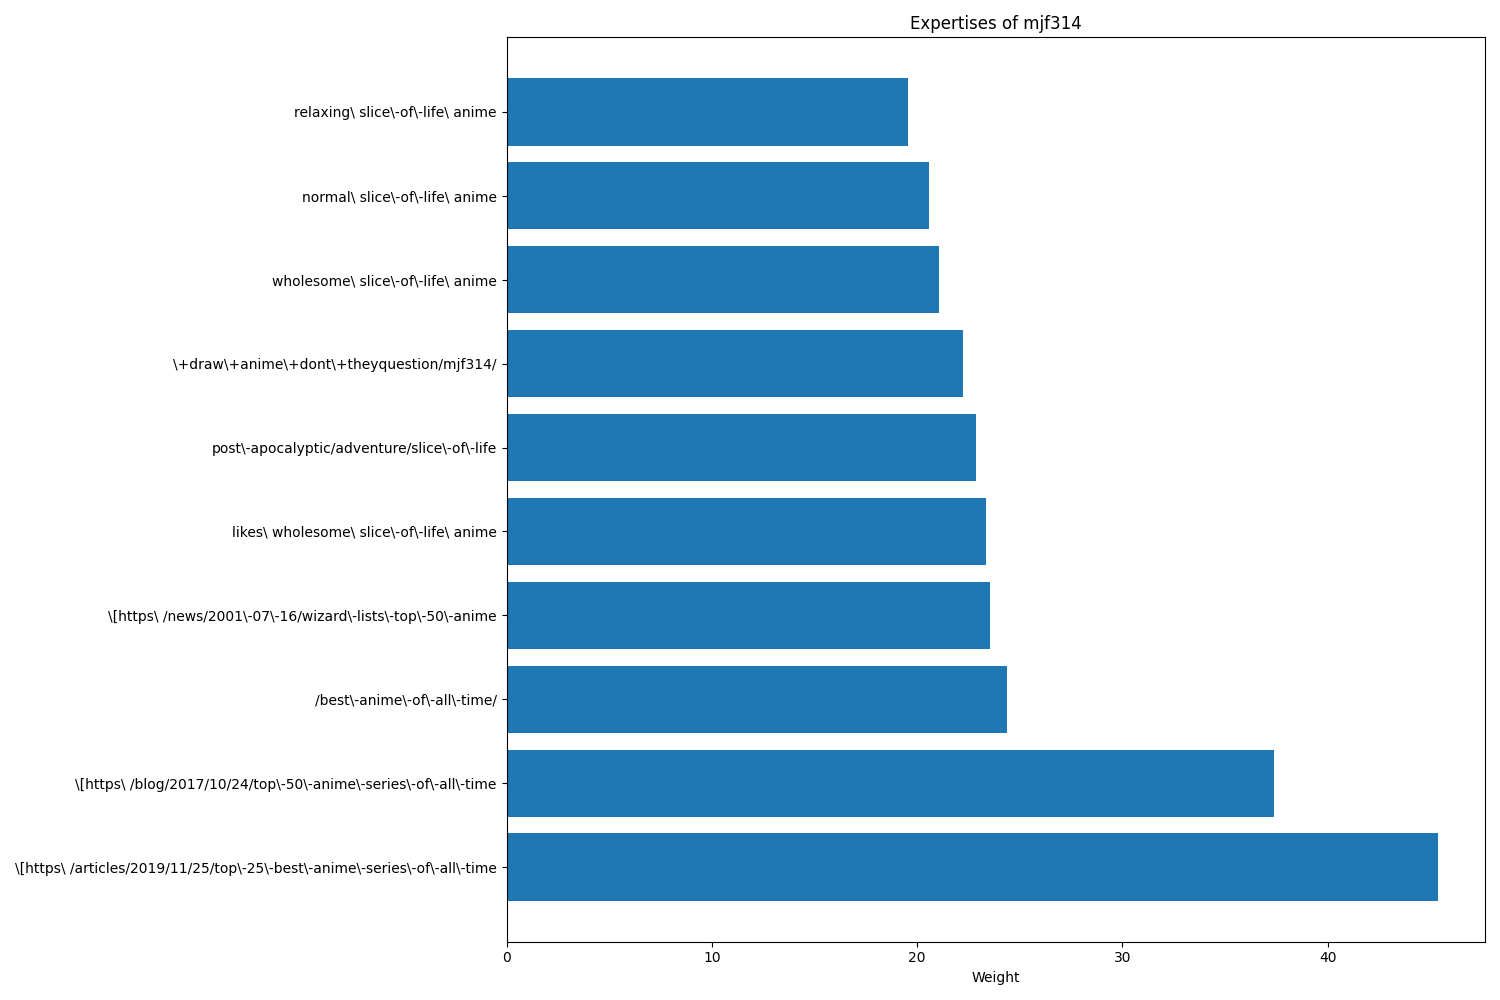 Expertises of mjf314
relaxing\ slice\-of\-life\ anime
normal\ slice\-of\-life\ anime
wholesome\ slice\-of\-life\ anime
\+draw\+anime\+dont\+theyquestion/mjf314/
post\-apocalyptic/adventure/slice\-of\-life
likes\ wholesome\ slice\-of\-life\ anime
\[https\ /news/2001\-07\-16/wizard\-lists\-top\-50\-anime
/best\-anime\-of\-all\-time/
\[https\ /blog/2017/10/24/top\-50\-anime\-series\-of\-all\-time
\[https\ /articles/2019/11/25/top\-25\-best\-anime\-series\-of\-all\-time
0 10 20 30 40
Weight